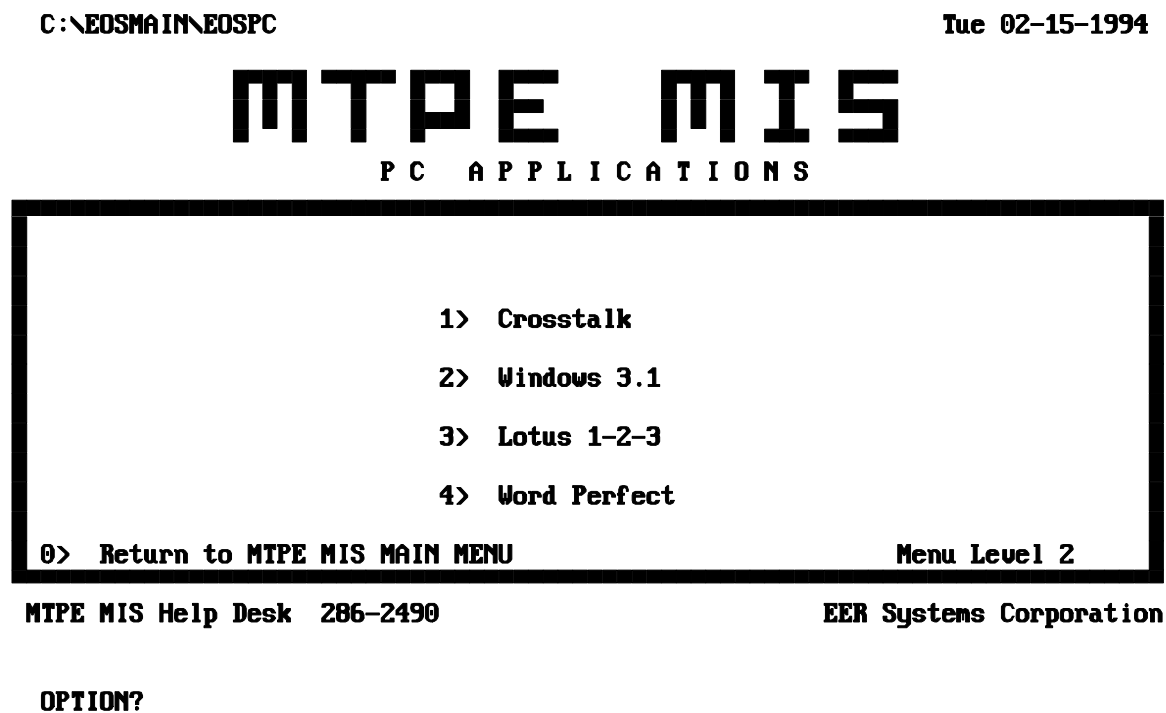 C:\EOSMAIN\EOSPC Tue 02-15-1994
MTPE MIS
PC APPLICATIONS
1> Crosstalk
2> Windows 3.1
3> Lotus 1-2-3
4> Word Perfect
0> Return to MTPE MIS MAIN MENU Menu Level 2
MTPE MIS Help Desk 286-2490 EER Systems Corporation
OPTION?